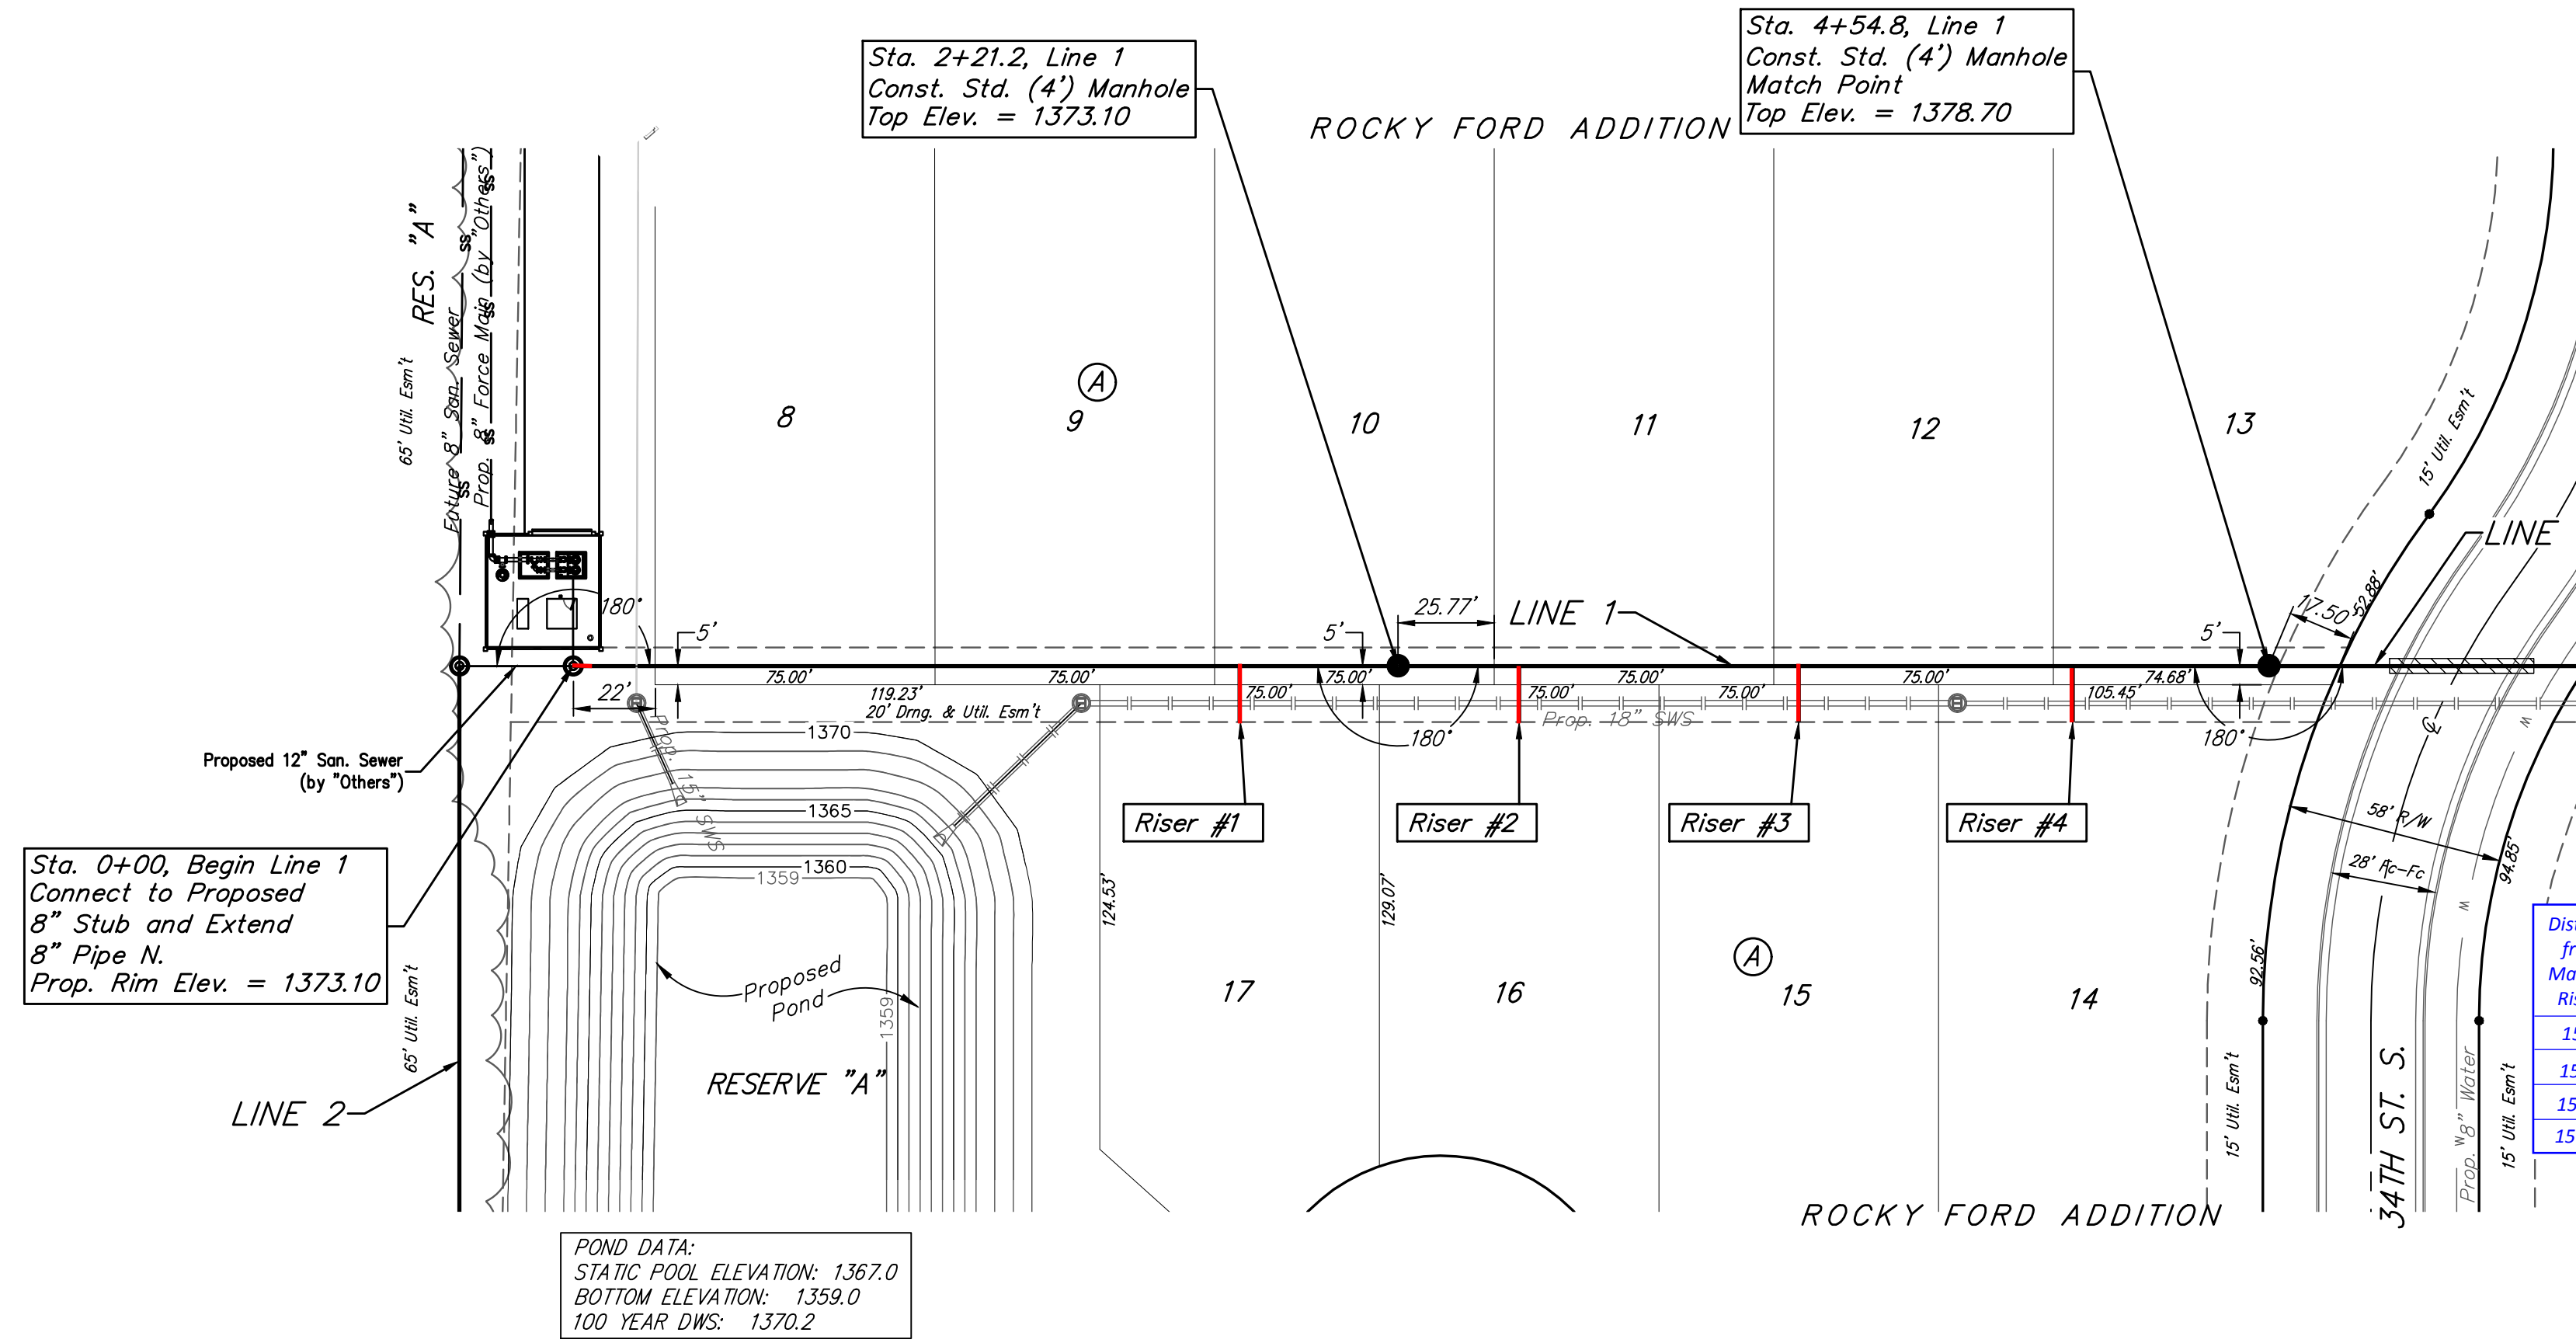 Sta. 2+21.2, Line 1
Const. Std. (4') Manhole
Top Elev. = 1373.10
Sta. 4+54.8, Line 1
Const. Std. (4') Manhole
Match Point
Top Elev. = 1378.70
ROCKY FORD ADDITION
RES. "A"
65' Util. Esm't
Future 8" San. Sewer
Prop. 8" Force Main (by "Others")
SS
SS
SS
SS
SS
SS
8
A
9
10
11
12
13
15' Util. Esm't
LINE
180°
5'
5'
25.77'
LINE 1
5'
17.50'
52.88'
75.00'
75.00'
75.00'
75.00'
75.00'
74.68'
22'
119.23'
75.00'
75.00'
75.00'
105.45'
20' Drng. & Util. Esm't
Prop. 18" SWS
180°
180°
Prop. 15" SWS
1370
1365
1360
1359
1359
Proposed 12" San. Sewer
(by "Others")
Riser #1
Riser #2
Riser #3
Riser #4
58' R/W
28' Fc-Fc
94.85'
92.56'
Sta. 0+00, Begin Line 1
Connect to Proposed
8" Stub and Extend
8" Pipe N.
Prop. Rim Elev. = 1373.10
65' Util. Esm't
124.53'
129.07'
A
Proposed
Pond
17
16
15
14
RESERVE "A"
LINE 2
15' Util. Esm't
34TH ST. S.
Prop. 8" Water
W
W
W
15' Util. Esm't
ROCKY FORD ADDITION
POND DATA:
STATIC POOL ELEVATION: 1367.0
BOTTOM ELEVATION: 1359.0
100 YEAR DWS: 1370.2